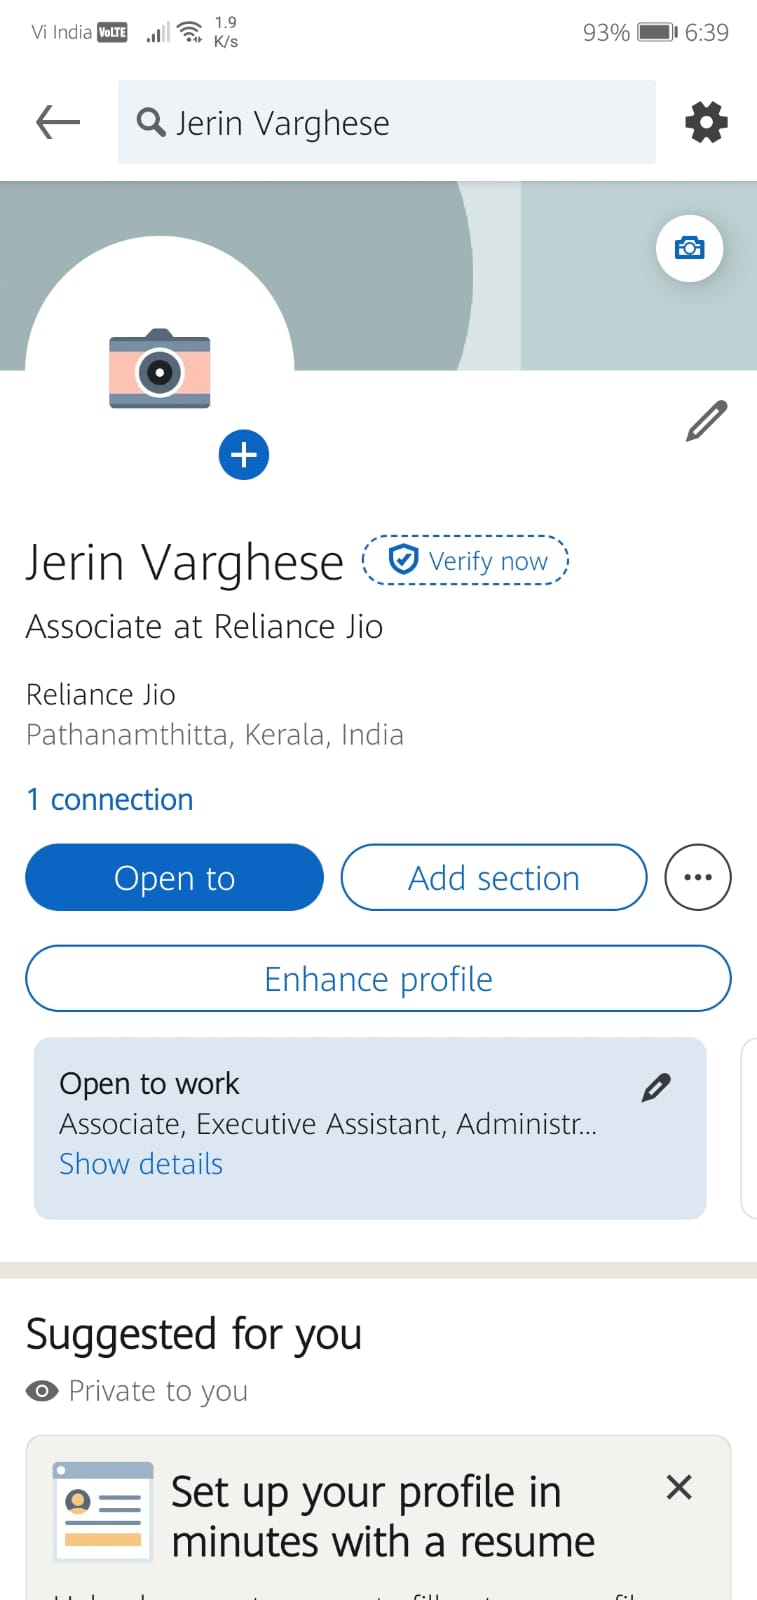 Vi India VoLTE 1.9 K/s 93% 6:39
Jerin Varghese
Jerin Varghese Verify now
Associate at Reliance Jio
Reliance Jio
Pathanamthitta, Kerala, India
1 connection
Open to Add section
Enhance profile
Open to work
Associate, Executive Assistant, Administr...
Show details
Suggested for you
Private to you
Set up your profile in
minutes with a resume